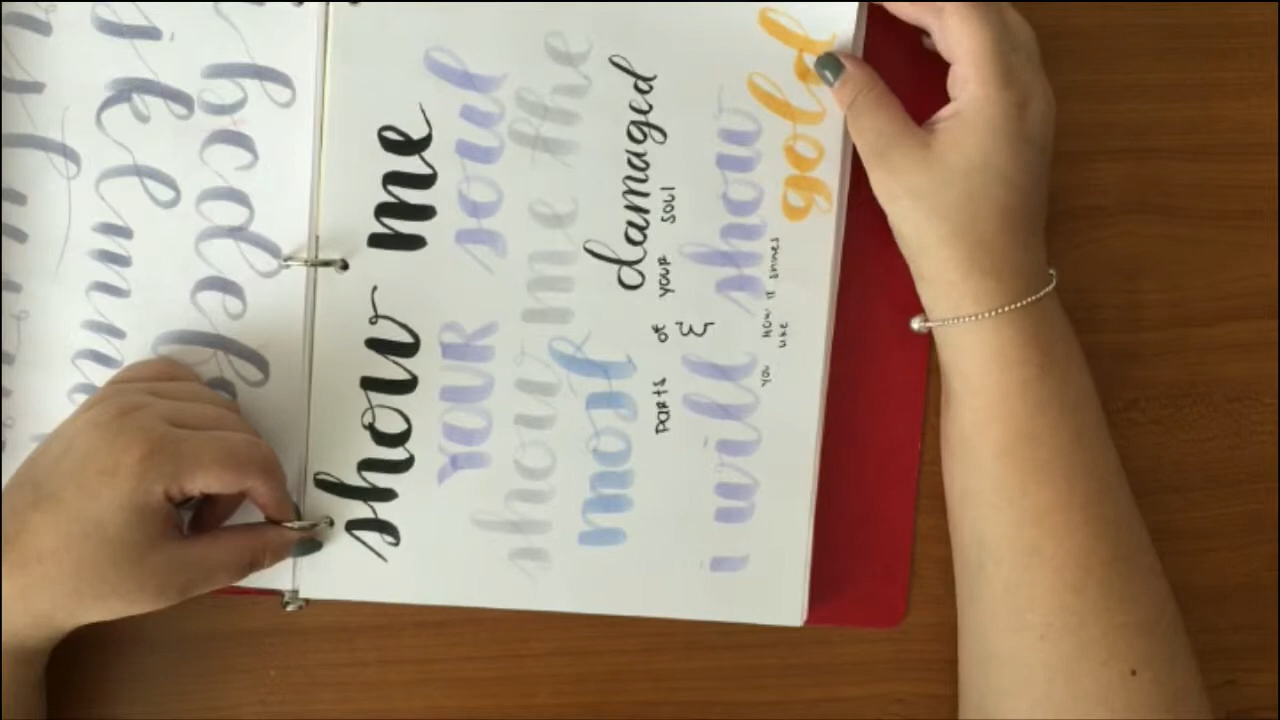 b c d e f
j k l m n
show me
YOUR soul
show me the
most damaged
parts of your soul
&
i will show
YOU HOW IT SHINES
LIKE
gold